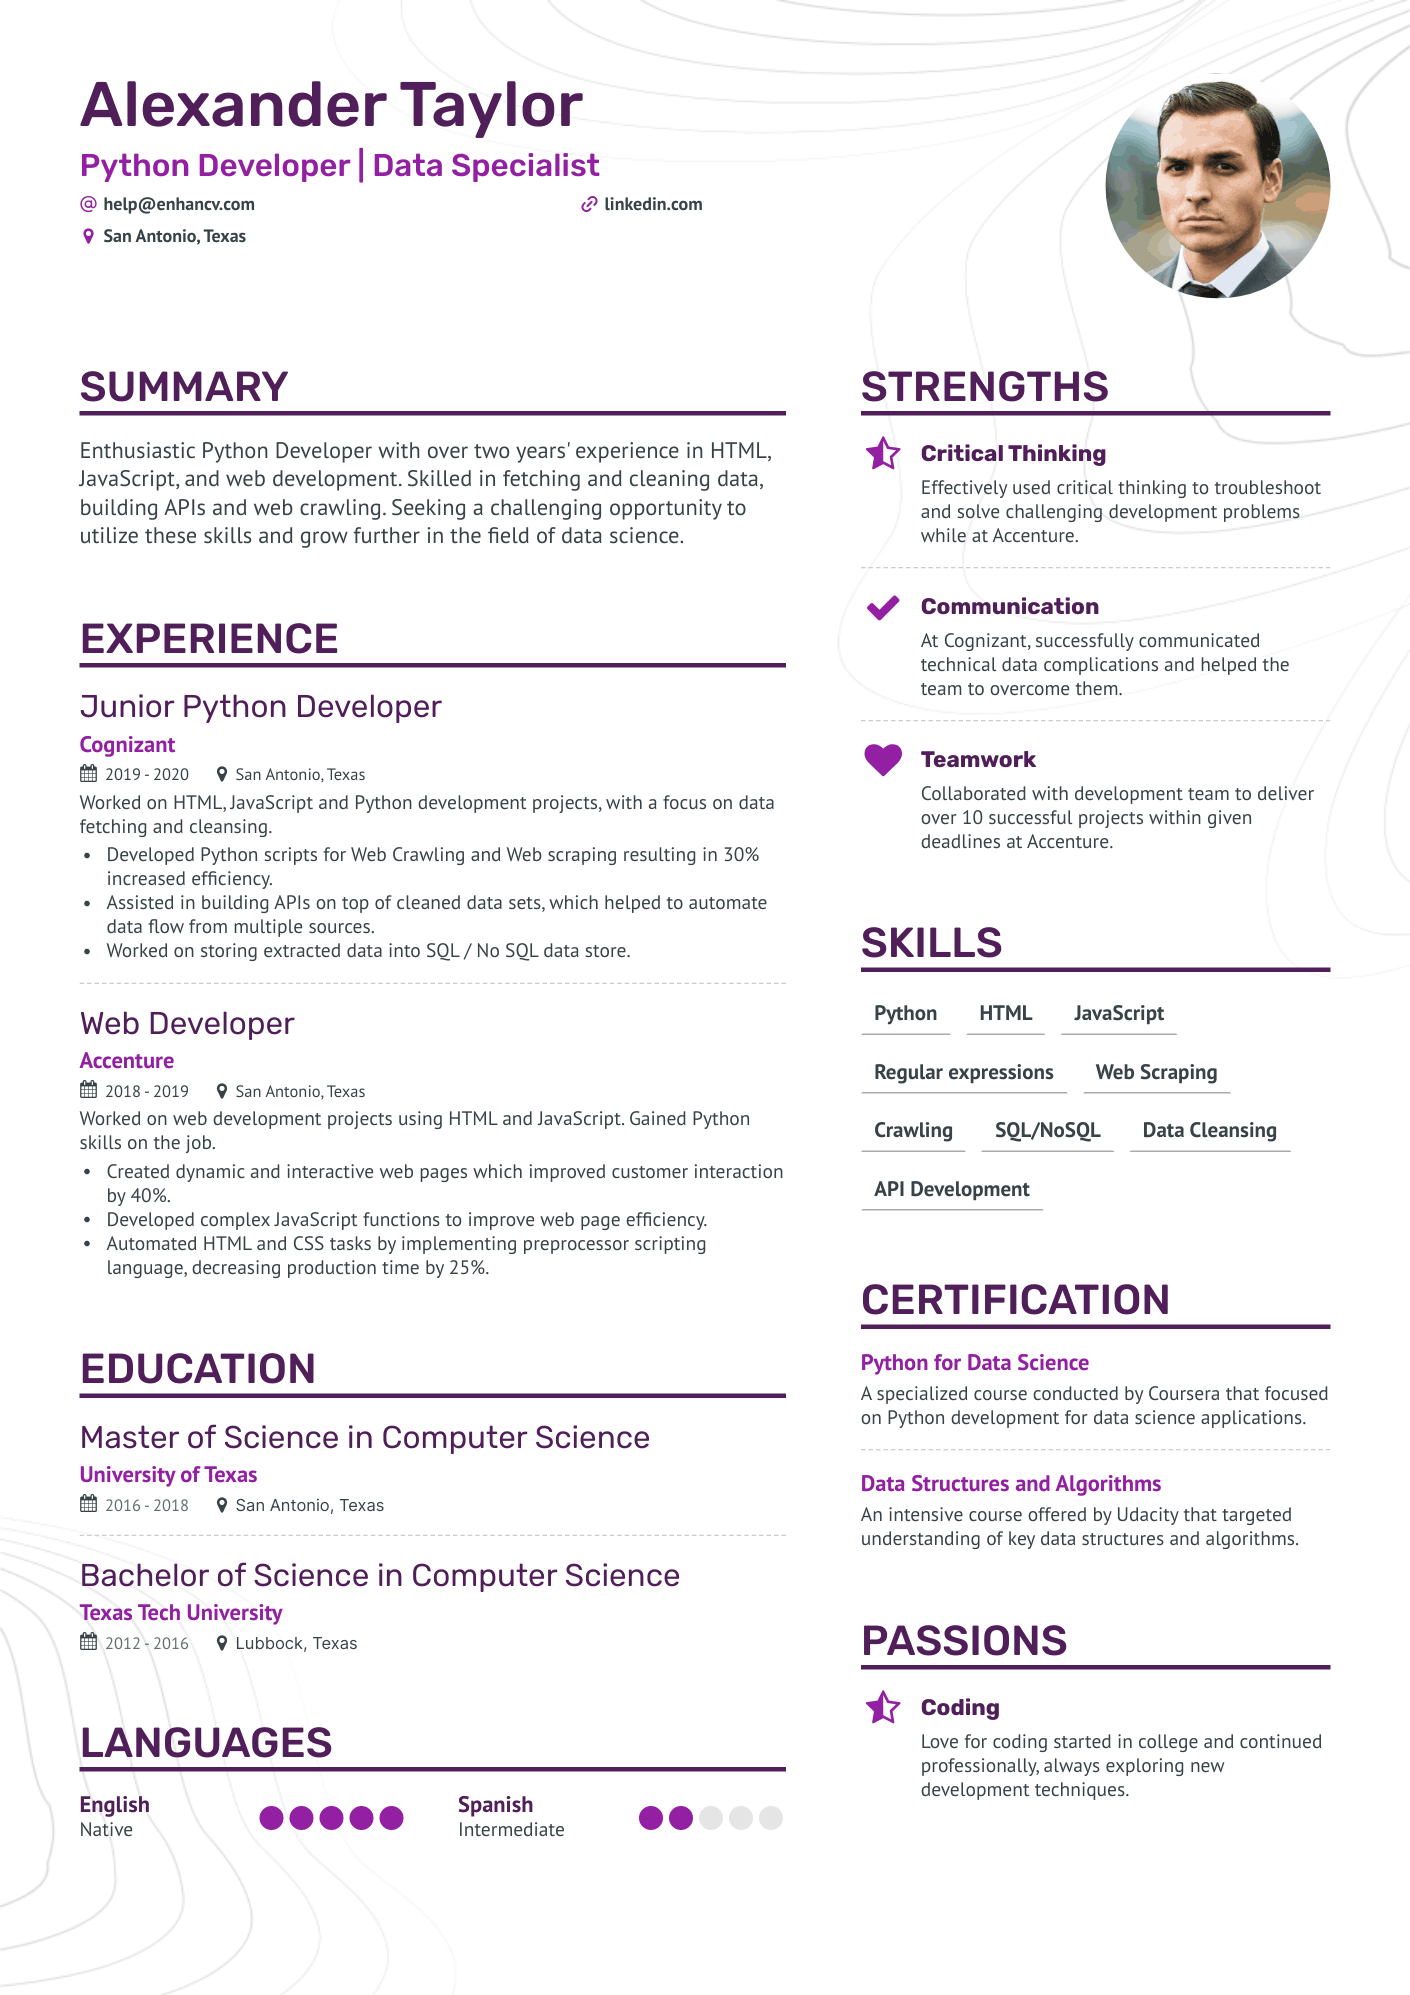 Alexander Taylor
Python Developer | Data Specialist
help@enhancv.com
linkedin.com
San Antonio, Texas
SUMMARY
Enthusiastic Python Developer with over two years' experience in HTML,
JavaScript, and web development. Skilled in fetching and cleaning data,
building APIs and web crawling. Seeking a challenging opportunity to
utilize these skills and grow further in the field of data science.
EXPERIENCE
Junior Python Developer
Cognizant
2019 - 2020 San Antonio, Texas
Worked on HTML, JavaScript and Python development projects, with a focus on data
fetching and cleansing.
• Developed Python scripts for Web Crawling and Web scraping resulting in 30%
increased efficiency.
• Assisted in building APIs on top of cleaned data sets, which helped to automate
data flow from multiple sources.
• Worked on storing extracted data into SQL / No SQL data store.
Web Developer
Accenture
2018 - 2019 San Antonio, Texas
Worked on web development projects using HTML and JavaScript. Gained Python
skills on the job.
• Created dynamic and interactive web pages which improved customer interaction
by 40%.
• Developed complex JavaScript functions to improve web page efficiency.
• Automated HTML and CSS tasks by implementing preprocessor scripting
language, decreasing production time by 25%.
EDUCATION
Master of Science in Computer Science
University of Texas
2016 - 2018 San Antonio, Texas
Bachelor of Science in Computer Science
Texas Tech University
2012 - 2016 Lubbock, Texas
LANGUAGES
English
Native
Spanish
Intermediate
STRENGTHS
Critical Thinking
Effectively used critical thinking to troubleshoot
and solve challenging development problems
while at Accenture.
Communication
At Cognizant, successfully communicated
technical data complications and helped the
team to overcome them.
Teamwork
Collaborated with development team to deliver
over 10 successful projects within given
deadlines at Accenture.
SKILLS
Python HTML JavaScript
Regular expressions Web Scraping
Crawling SQL/NoSQL Data Cleansing
API Development
CERTIFICATION
Python for Data Science
A specialized course conducted by Coursera that focused
on Python development for data science applications.
Data Structures and Algorithms
An intensive course offered by Udacity that targeted
understanding of key data structures and algorithms.
PASSIONS
Coding
Love for coding started in college and continued
professionally, always exploring new
development techniques.